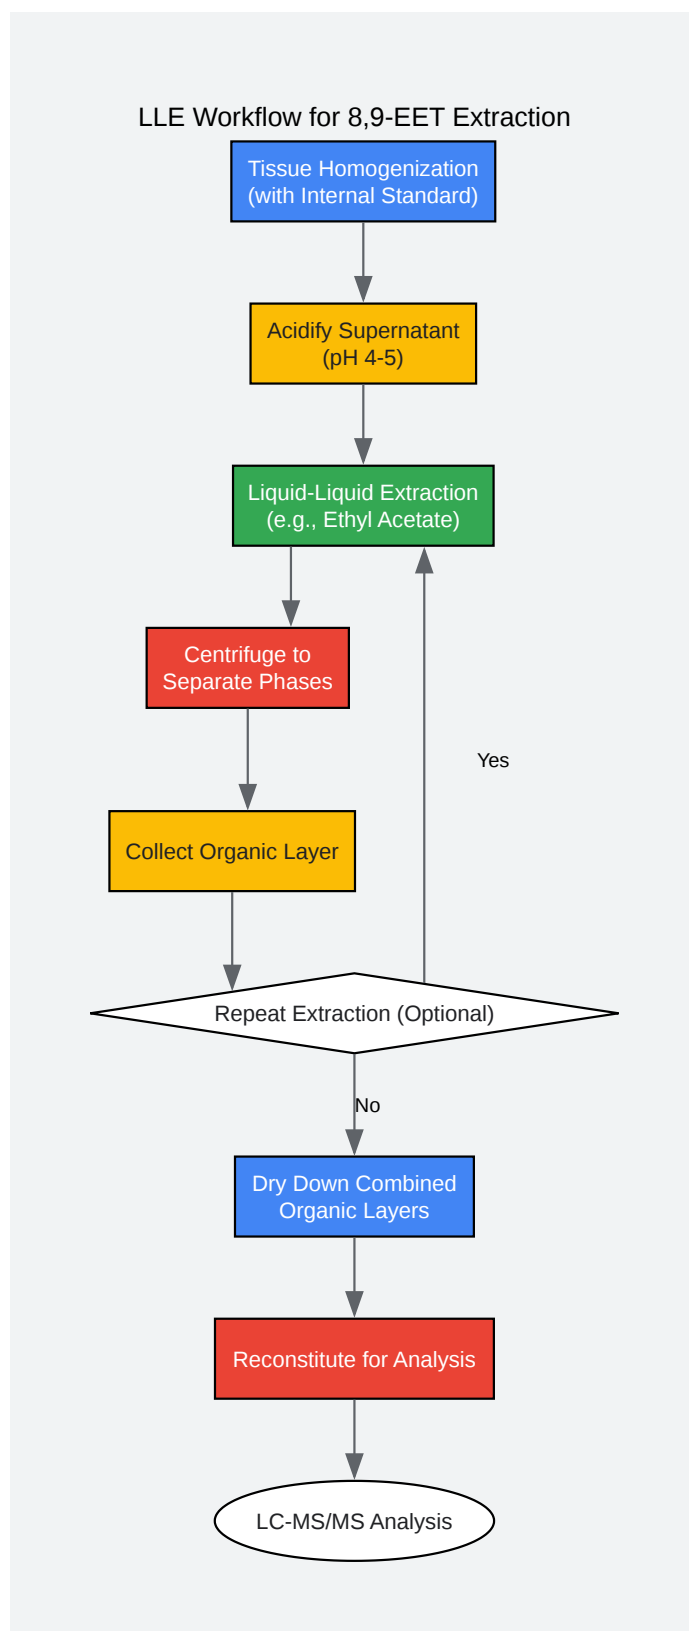 LLE Workflow for 8,9-EET Extraction
Tissue Homogenization
(with Internal Standard)
Acidify Supernatant
(pH 4-5)
Liquid-Liquid Extraction
(e.g., Ethyl Acetate)
Centrifuge to
Separate Phases
Yes
Collect Organic Layer
Repeat Extraction (Optional)
No
Dry Down Combined
Organic Layers
Reconstitute for Analysis
LC-MS/MS Analysis